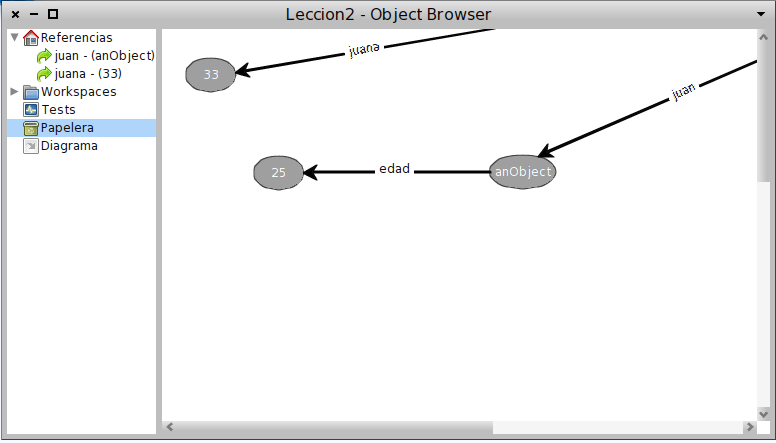 Leccion2 - Object Browser
Referencias
juan - (anObject)
juana - (33)
Workspaces
Tests
Papelera
Diagrama
juana
33
juan
25
edad
anObject